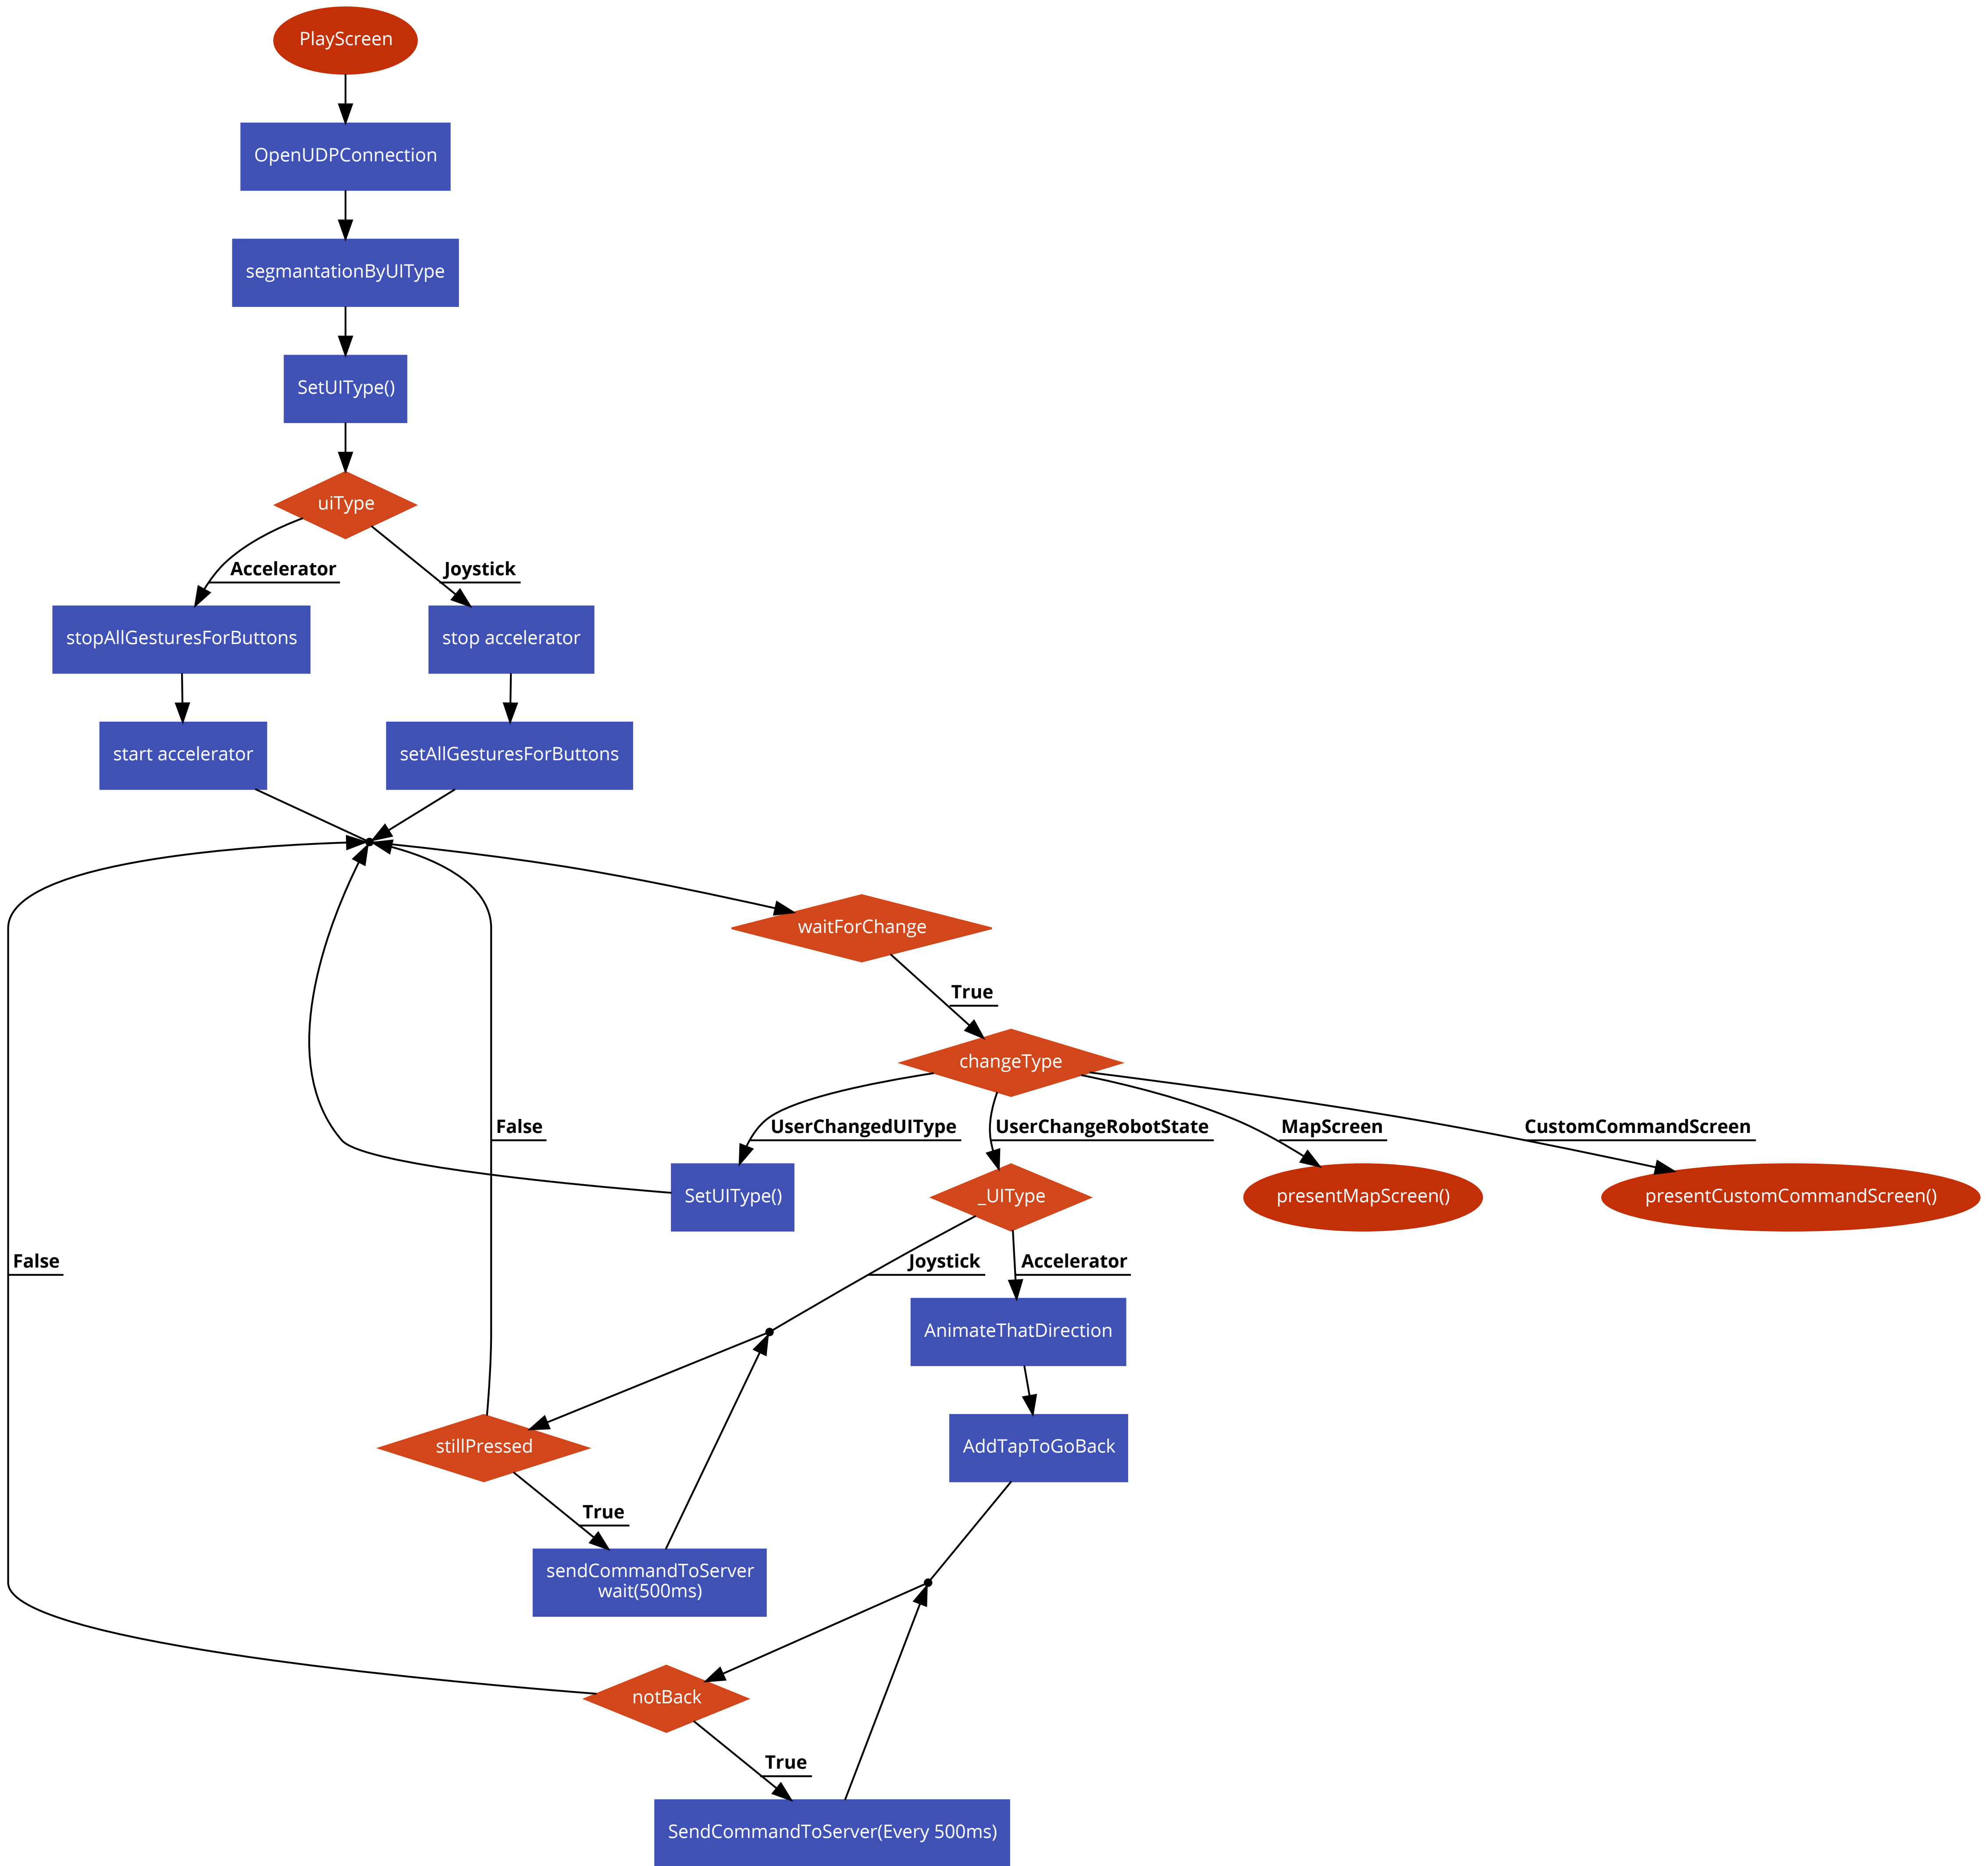 PlayScreen
OpenUDPConnection
segmantationByUIType
SetUIType()
uiType
Accelerator
Joystick
stopAllGesturesForButtons
stop accelerator
start accelerator
setAllGesturesForButtons
waitForChange
True
changeType
False
UserChangedUIType
UserChangeRobotState
MapScreen
CustomCommandScreen
SetUIType()
_UIType
presentMapScreen()
presentCustomCommandScreen()
False
Joystick
Accelerator
AnimateThatDirection
stillPressed
AddTapToGoBack
True
sendCommandToServer
wait(500ms)
notBack
True
SendCommandToServer(Every 500ms)